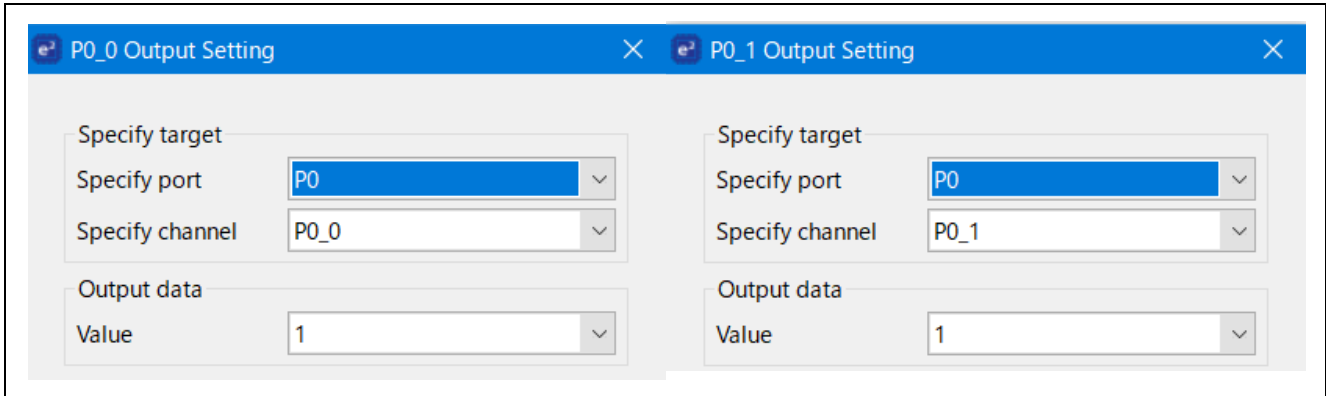 e² P0_0 Output Setting
Specify target
Specify port P0
Specify channel P0_0
Output data
Value 1
e² P0_1 Output Setting
Specify target
Specify port P0
Specify channel P0_1
Output data
Value 1